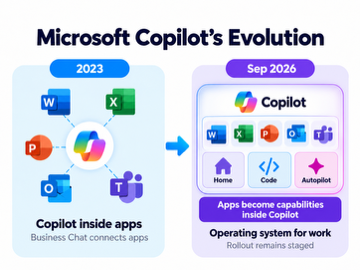 Microsoft Copilot's Evolution
2023
W
X
P
O
T
Copilot inside apps
Business Chat connects apps
Sep 2026
Copilot
W
X
P
O
T
Home
Code
Autopilot
Apps become capabilities
inside Copilot
Operating system for work
Rollout remains staged